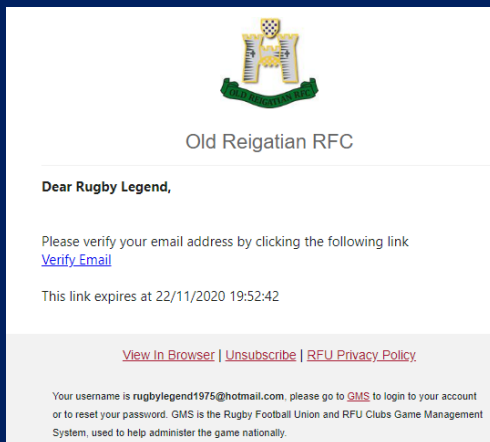 OLD REIGATIAN RFC
Old Reigatian RFC
Dear Rugby Legend,
Please verify your email address by clicking the following link
Verify Email
This link expires at 22/11/2020 19:52:42
View In Browser | Unsubscribe | RFU Privacy Policy
Your username is rugbylegend1975@hotmail.com, please go to GMS to login to your account
or to reset your password. GMS is the Rugby Football Union and RFU Clubs Game Management
System, used to help administer the game nationally.